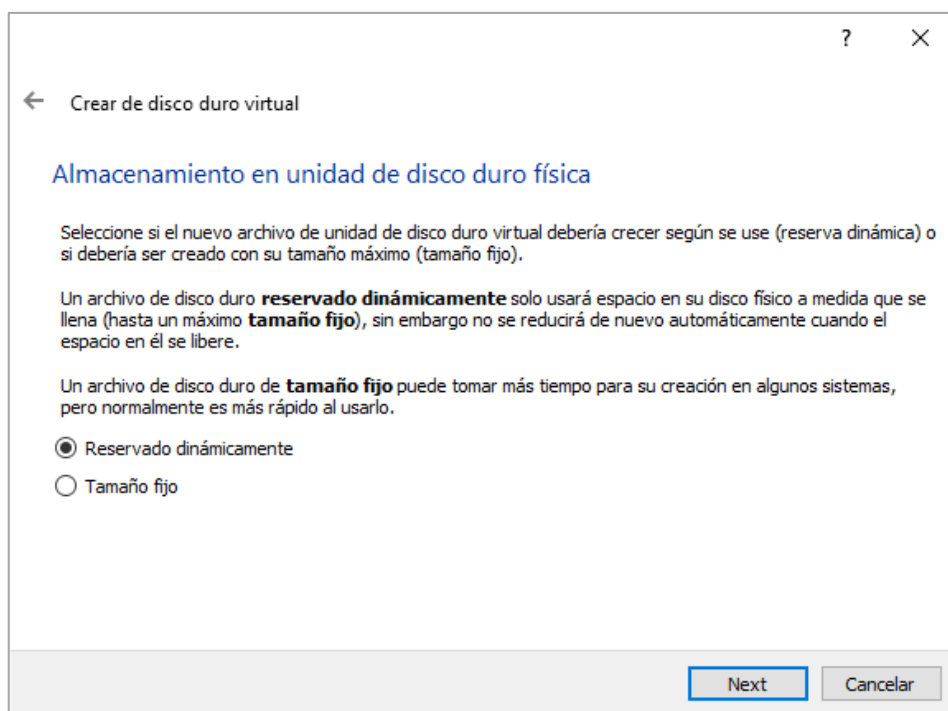 ?
Crear de disco duro virtual
Almacenamiento en unidad de disco duro física
Seleccione si el nuevo archivo de unidad de disco duro virtual debería crecer según se use (reserva dinámica) o
si debería ser creado con su tamaño máximo (tamaño fijo).
Un archivo de disco duro reservado dinámicamente solo usará espacio en su disco físico a medida que se
llena (hasta un máximo tamaño fijo), sin embargo no se reducirá de nuevo automáticamente cuando el
espacio en él se libere.
Un archivo de disco duro de tamaño fijo puede tomar más tiempo para su creación en algunos sistemas,
pero normalmente es más rápido al usarlo.
Reservado dinámicamente
Tamaño fijo
Next Cancelar